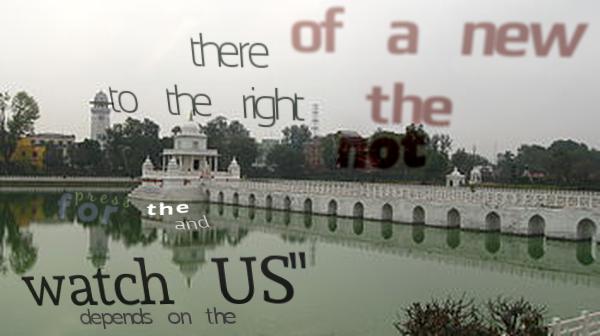 of a new
there
to the right
the
not
press
for
the
and
watch US"
depends on the